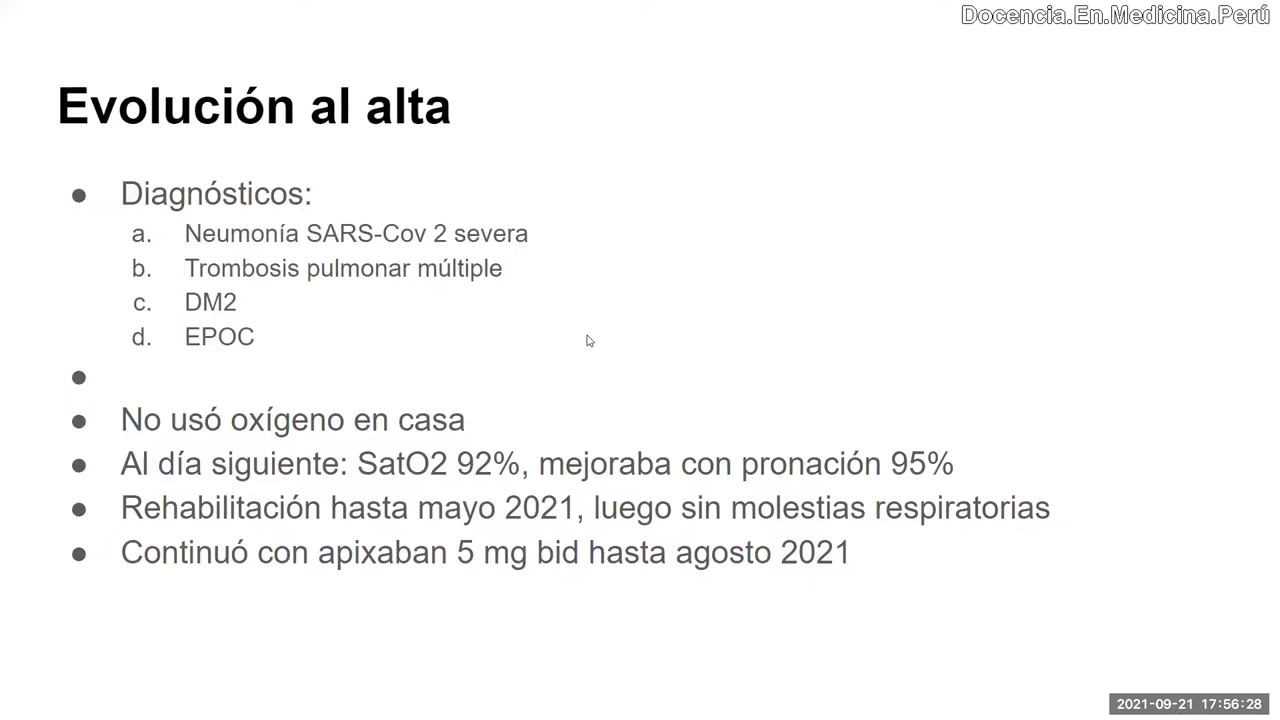 Docencia.En.Medicina.Perú
Evolución al alta
● Diagnósticos:
a. Neumonía SARS-Cov 2 severa
b. Trombosis pulmonar múltiple
c. DM2
d. EPOC
●
● No usó oxígeno en casa
● Al día siguiente: SatO2 92%, mejoraba con pronación 95%
● Rehabilitación hasta mayo 2021, luego sin molestias respiratorias
● Continuó con apixaban 5 mg bid hasta agosto 2021
2021-09-21 17:56:28